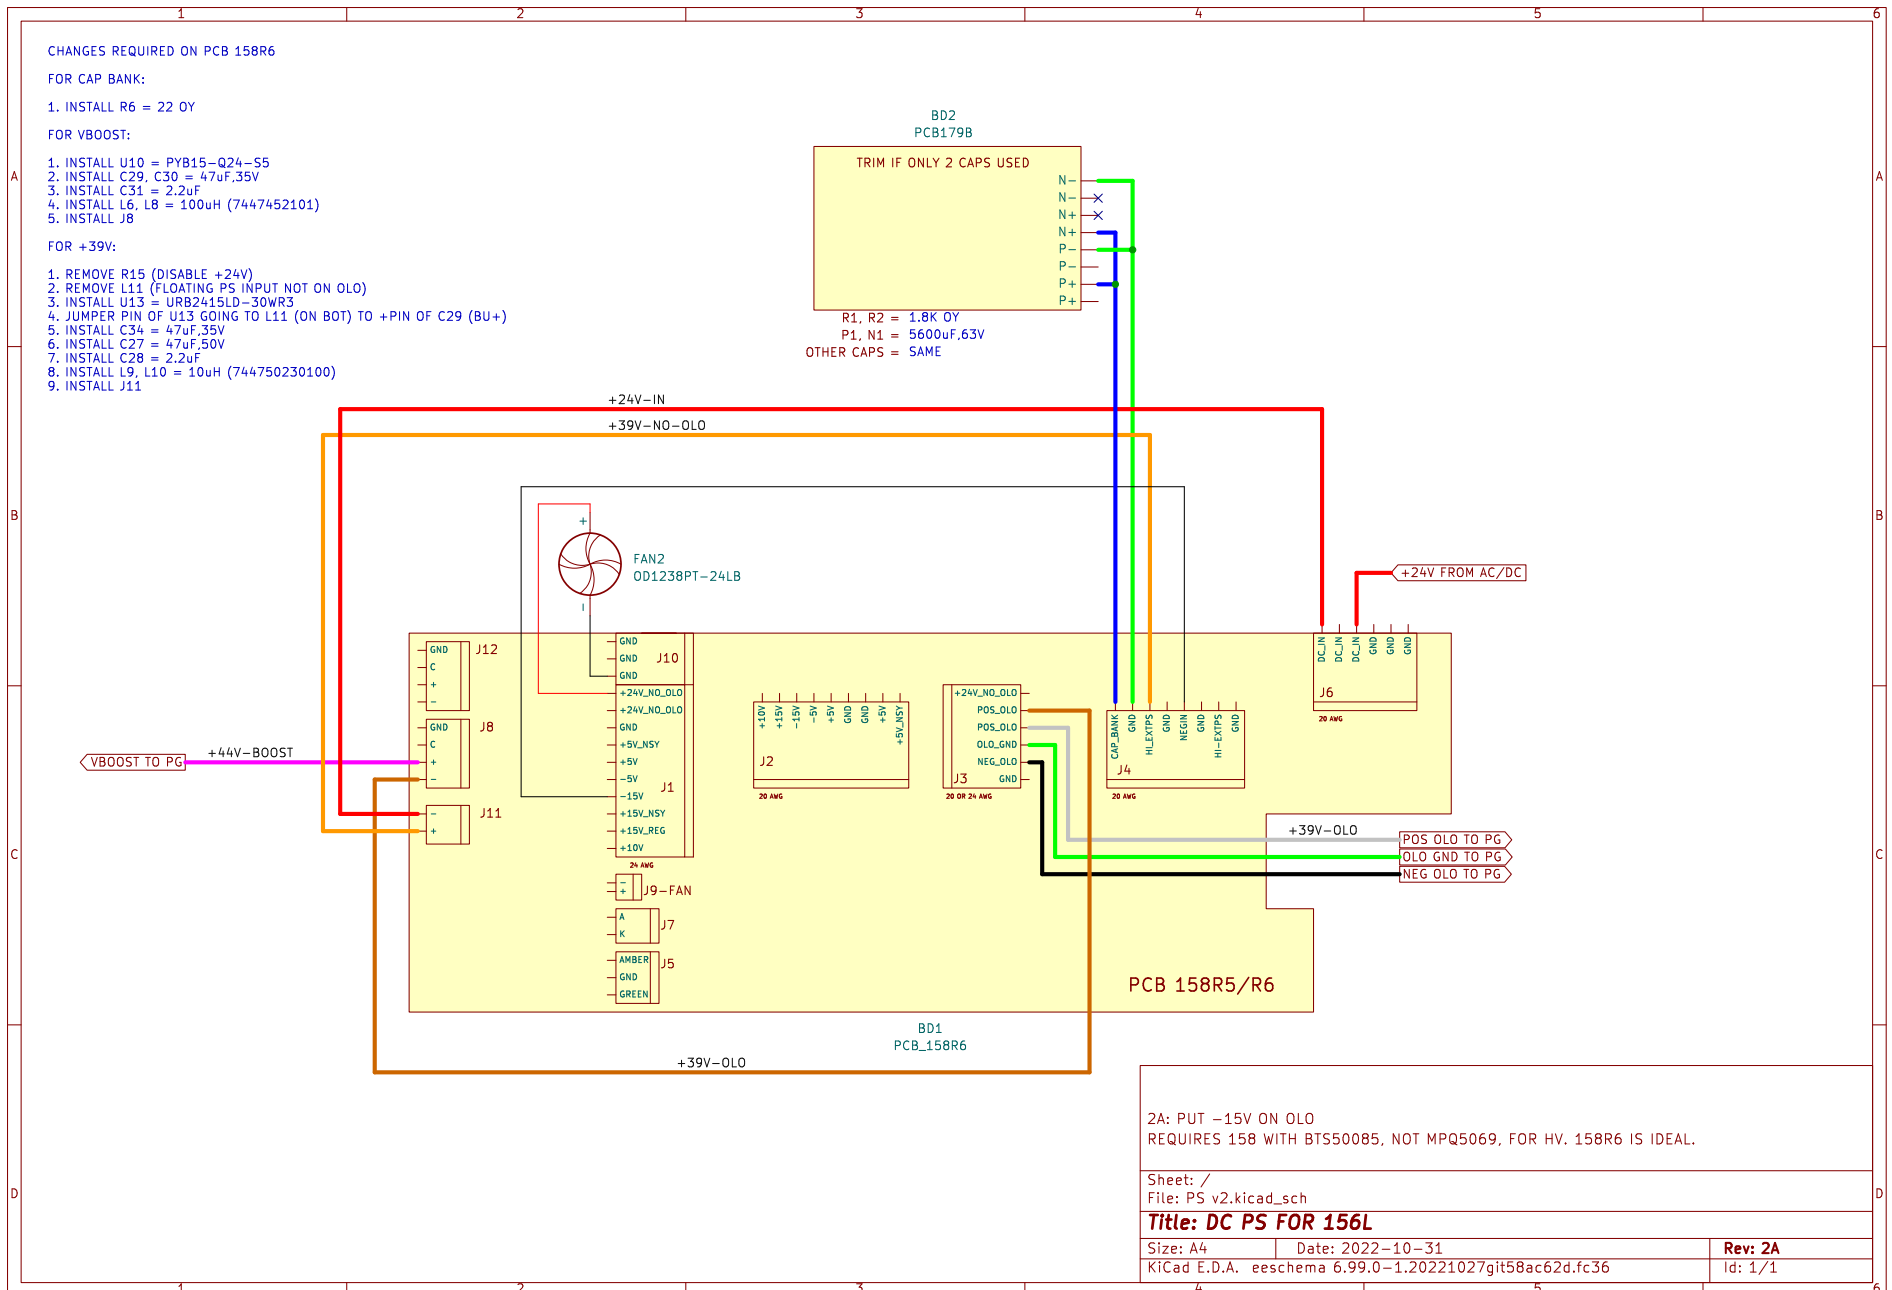 1 2 3 4 5 6
CHANGES REQUIRED ON PCB 158R6
FOR CAP BANK:
1. INSTALL R6 = 22 OY
FOR VBOOST:
1. INSTALL U10 = PYB15-Q24-S5
2. INSTALL C29, C30 = 47uF,35V
3. INSTALL C31 = 2.2uF
4. INSTALL L6, L8 = 100uH (7447452101)
5. INSTALL J8
FOR +39V:
1. REMOVE R15 (DISABLE +24V)
2. REMOVE L11 (FLOATING PS INPUT NOT ON OLO)
3. INSTALL U13 = URB2415LD-30WR3
4. JUMPER PIN OF U13 GOING TO L11 (ON BOT) TO +PIN OF C29 (BU+)
5. INSTALL C34 = 47uF,35V
6. INSTALL C27 = 47uF,50V
7. INSTALL C28 = 2.2uF
8. INSTALL L9, L10 = 10uH (744750230100)
9. INSTALL J11
A
A
B
B
C
C
D
D
BD2
PCB179B
TRIM IF ONLY 2 CAPS USED
N-
N-
N+
N+
P-
P-
P+
P+
R1, R2 = 1.8K OY
P1, N1 = 5600uF,63V
OTHER CAPS = SAME
+24V-IN
+39V-NO-OLO
+
-
FAN2
OD1238PT-24LB
+24V FROM AC/DC
GND
C
+
-
J12
GND
C
+
-
J8
VBOOST TO PG
+44V-BOOST
-
+
J11
GND
GND
GND
J10
+24V_NO_OLO
+24V_NO_OLO
GND
+5V_NSY
+5V
-5V
-15V
+15V_NSY
+15V_REG
+10V
J1
24 AWG
-
+
J9-FAN
A
K
J7
AMBER
GND
GREEN
J5
+10V
+15V
-15V
-5V
+5V
GND
GND
+5V
+5V_NSY
J2
20 AWG
+24V_NO_OLO
POS_OLO
POS_OLO
OLO_GND
NEG_OLO
GND
J3
20 OR 24 AWG
CAP_BANK
GND
HI_EXTPS
GND
NEGIN
GND
HI-EXTPS
GND
J4
20 AWG
DC_IN
DC_IN
DC_IN
GND
GND
GND
J6
20 AWG
+39V-OLO
POS OLO TO PG
OLO GND TO PG
NEG OLO TO PG
PCB 158R5/R6
BD1
PCB_158R6
+39V-OLO
2A: PUT -15V ON OLO
REQUIRES 158 WITH BTS50085, NOT MPQ5069, FOR HV. 158R6 IS IDEAL.
Sheet: /
File: PS v2.kicad_sch
Title: DC PS FOR 156L
Size: A4 Date: 2022-10-31 Rev: 2A
KiCad E.D.A. eeschema 6.99.0-1.20221027git58ac62d.fc36 Id: 1/1
1 2 3 4 5 6